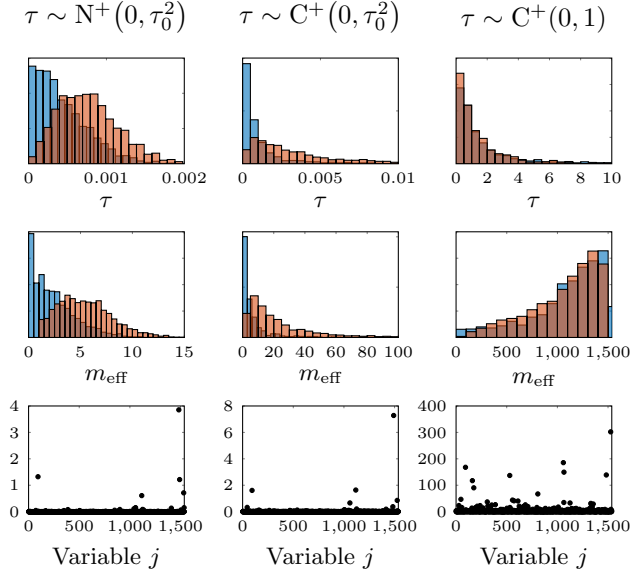 τ ∼ N⁺(0, τ₀²) τ ∼ C⁺(0, τ₀²) τ ∼ C⁺(0, 1)
0 0.001 0.002 0 0.005 0.01 0 2 4 6 8 10
τ τ τ
0 5 10 15 0 20 40 60 80 100 0 500 1,000 1,500
m_eff m_eff m_eff
4 8 400
3 6 300
2 4 200
1 2 100
0 0 0
0 500 1,000 1,500 0 500 1,000 1,500 0 500 1,000 1,500
Variable j Variable j Variable j